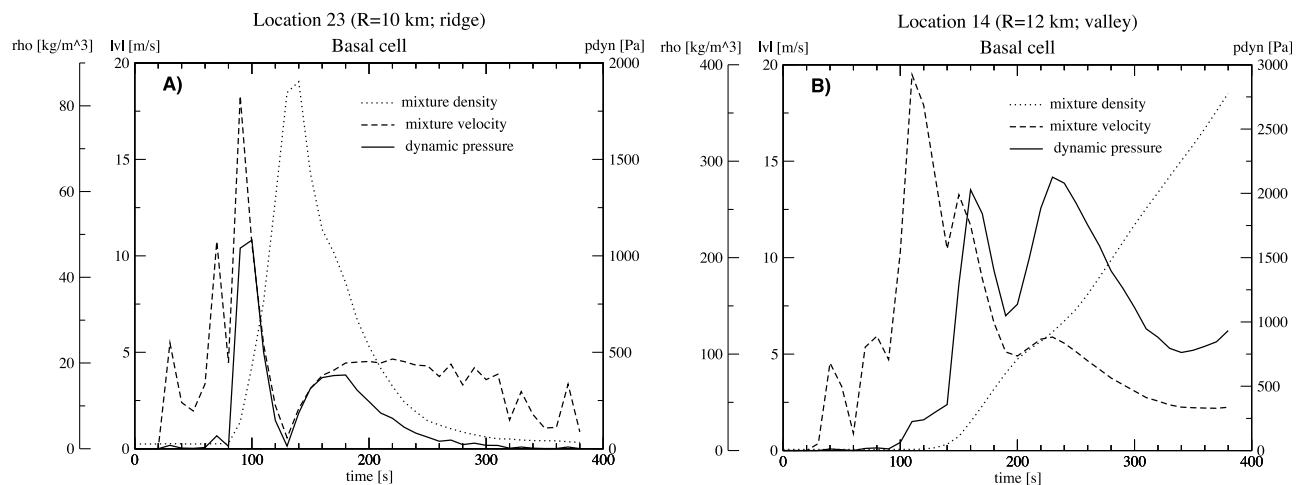 Location 23 (R=10 km; ridge)
rho [kg/m^3] lvl [m/s] Basal cell pdyn [Pa]
A)
mixture density
mixture velocity
dynamic pressure
80
60
40
20
0
20
15
10
5
0
2000
1500
1000
500
0
0 100 200 300 400
time [s]
Location 14 (R=12 km; valley)
rho [kg/m^3] lvl [m/s] Basal cell pdyn [Pa]
B)
mixture density
mixture velocity
dynamic pressure
400
300
200
100
0
20
15
10
5
0
3000
2500
2000
1500
1000
500
0
0 100 200 300 400
time [s]